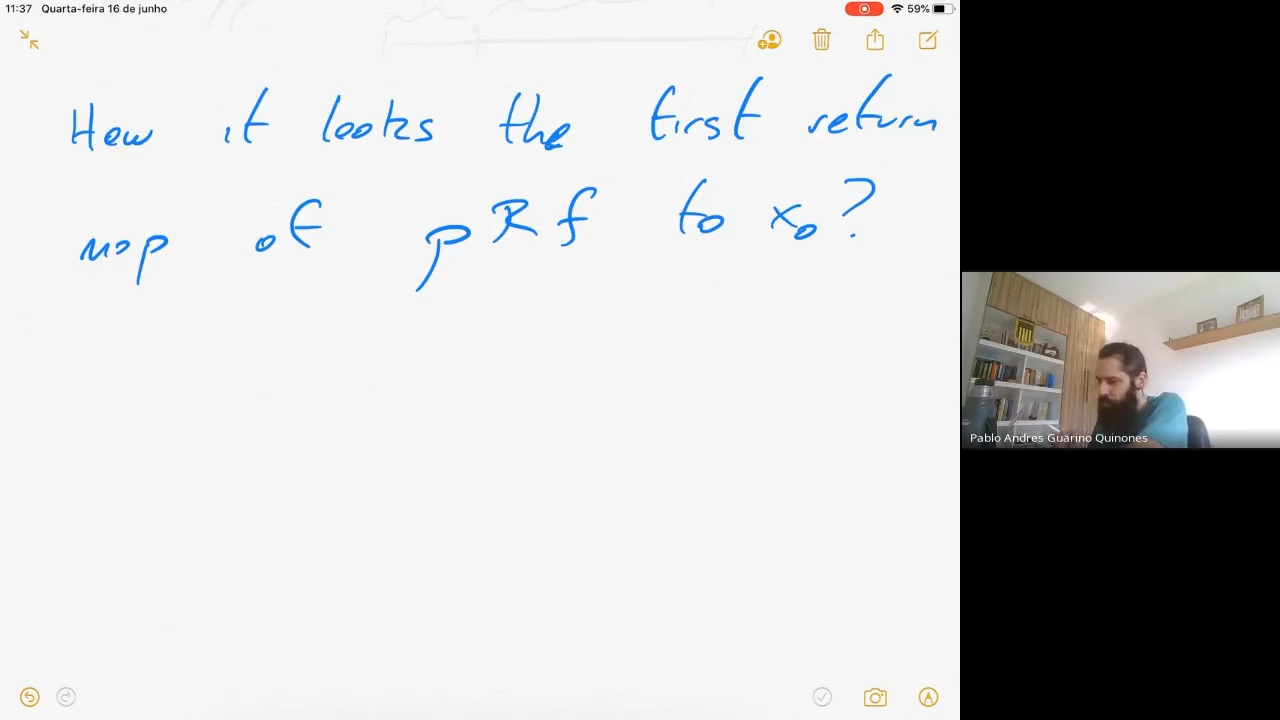 11:37 Quarta-feira 16 de junho
59%
How it looks the first return
map of pRf to x₀?
Pablo Andres Guarino Quinones